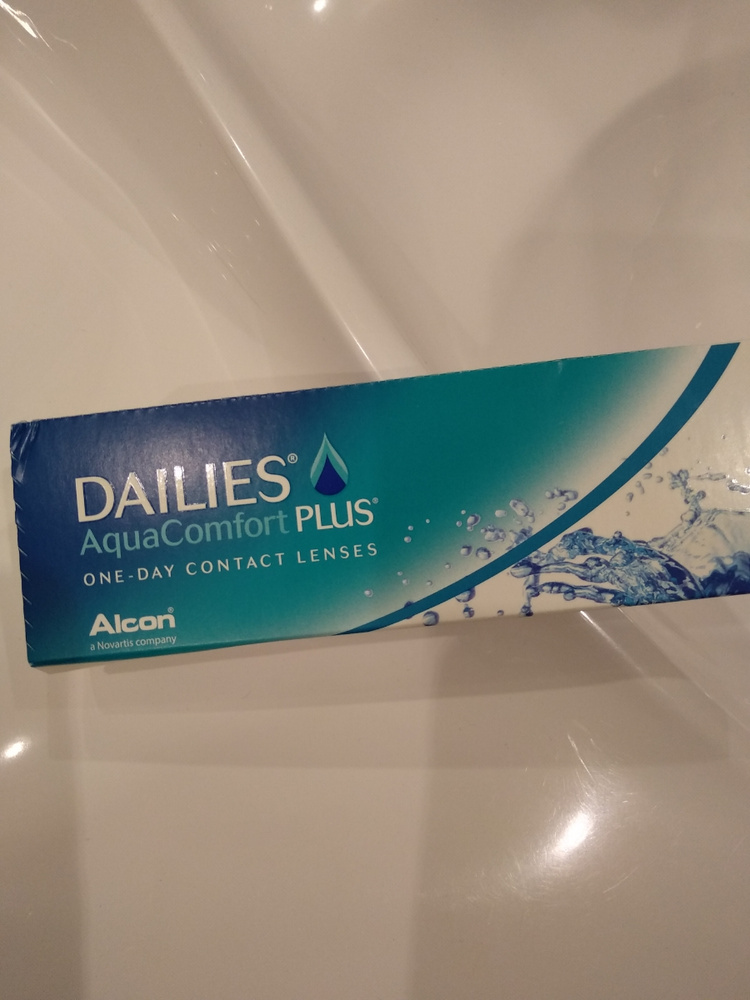 DAILIES®
AquaComfort PLUS®
ONE-DAY CONTACT LENSES
Alcon®
a Novartis company